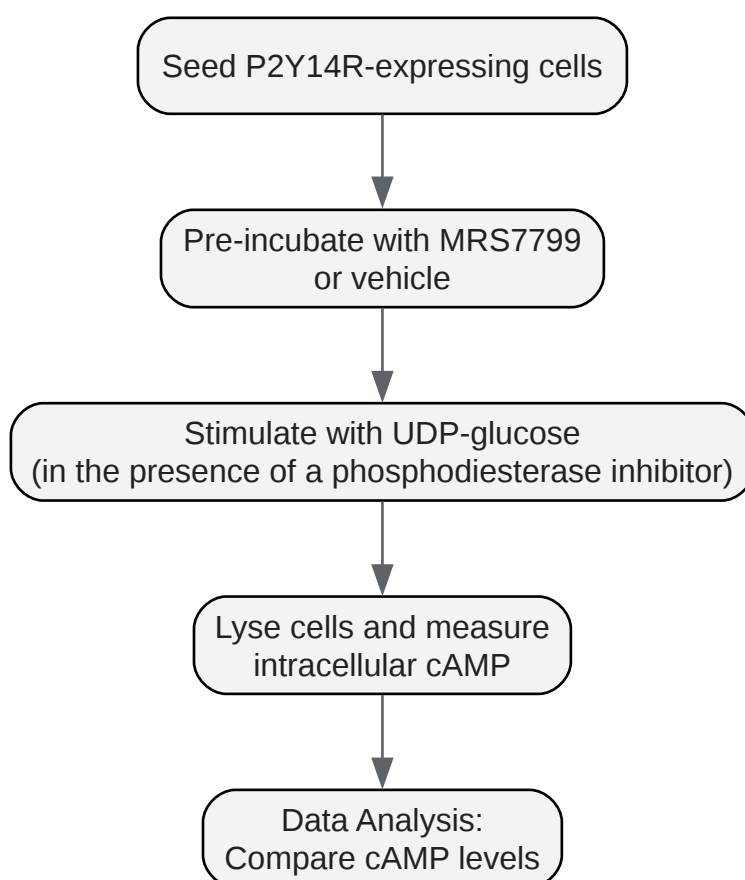 Seed P2Y14R-expressing cells
Pre-incubate with MRS7799
or vehicle
Stimulate with UDP-glucose
(in the presence of a phosphodiesterase inhibitor)
Lyse cells and measure
intracellular cAMP
Data Analysis:
Compare cAMP levels